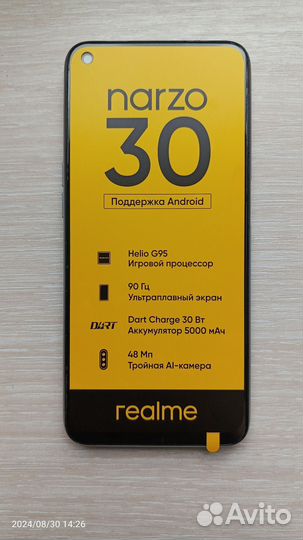 narzo
30
Поддержка Android
Helio G95
Игровой процессор
90 Гц
Ультраплавный экран
DART
Dart Charge 30 Вт
Аккумулятор 5000 мАч
48 Мп
Тройная AI-камера
realme
2024/08/30 14:26
Avito